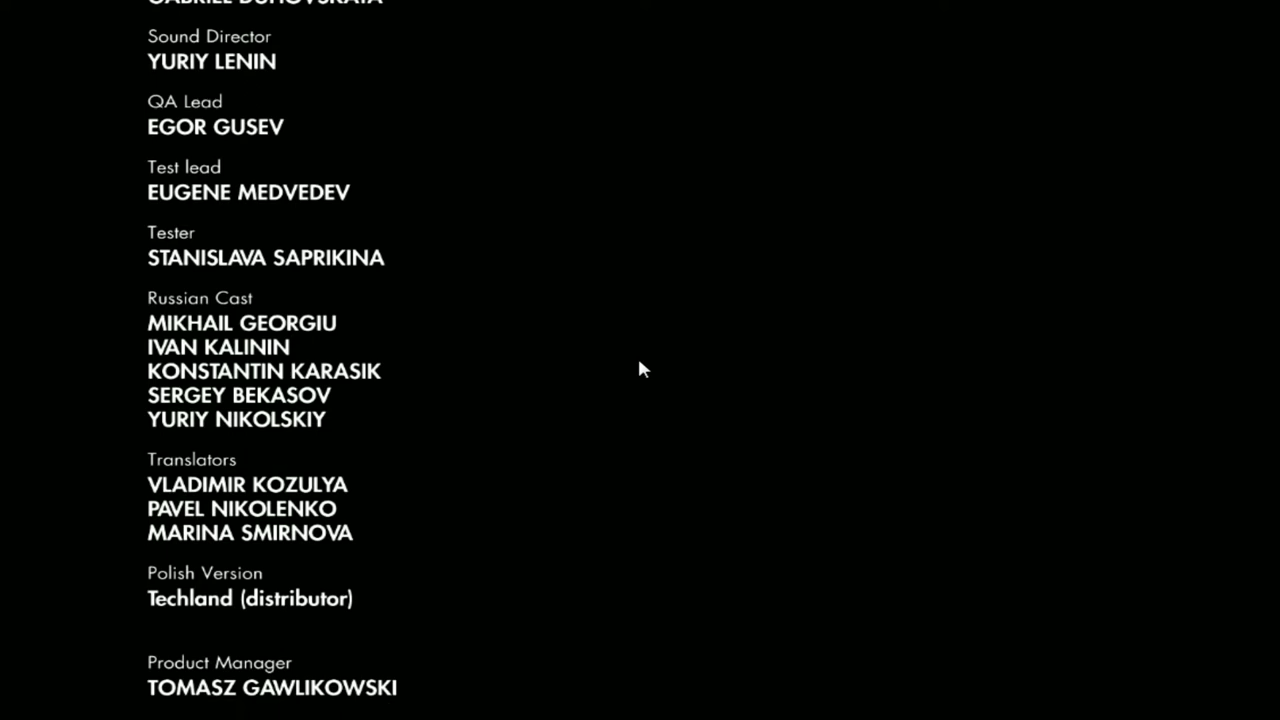 Sound Director
YURIY LENIN
QA Lead
EGOR GUSEV
Test lead
EUGENE MEDVEDEV
Tester
STANISLAVA SAPRIKINA
Russian Cast
MIKHAIL GEORGIU
IVAN KALININ
KONSTANTIN KARASIK
SERGEY BEKASOV
YURIY NIKOLSKIY
Translators
VLADIMIR KOZULYA
PAVEL NIKOLENKO
MARINA SMIRNOVA
Polish Version
Techland (distributor)
Product Manager
TOMASZ GAWLIKOWSKI